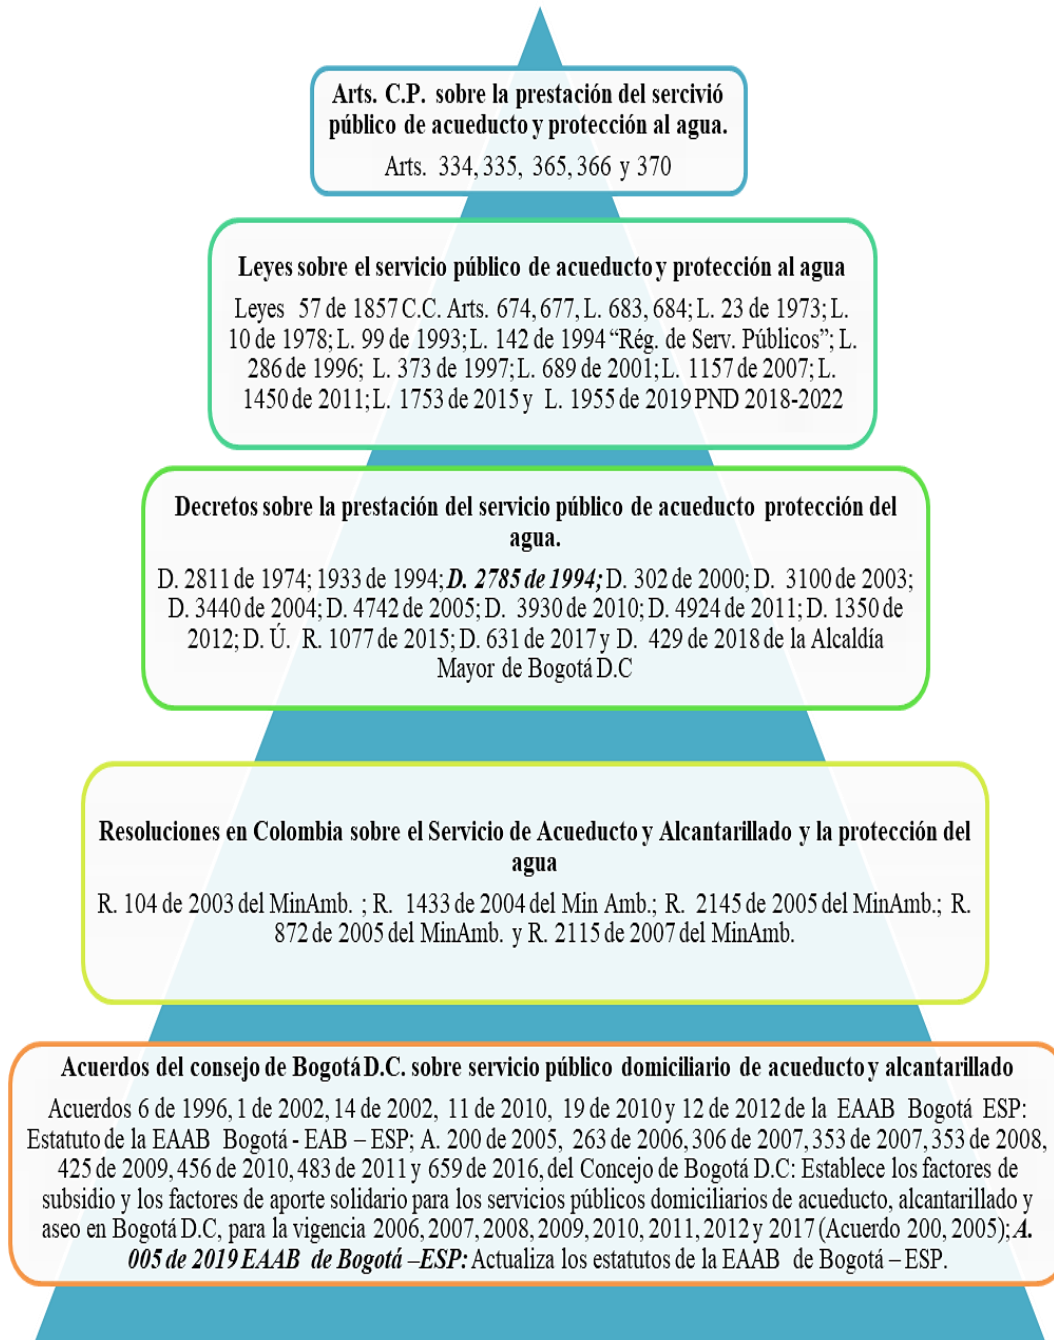 Arts. C.P. sobre la prestación del sercivió
público de acueducto y protección al agua.
Arts. 334, 335, 365, 366 y 370
Leyes sobre el servicio público de acueducto y protección al agua
Leyes 57 de 1857 C.C. Arts. 674, 677, L. 683, 684; L. 23 de 1973; L.
10 de 1978; L. 99 de 1993; L. 142 de 1994 “Rég. de Serv. Públicos”; L.
286 de 1996; L. 373 de 1997; L. 689 de 2001; L. 1157 de 2007; L.
1450 de 2011; L. 1753 de 2015 y L. 1955 de 2019 PND 2018-2022
Decretos sobre la prestación del servicio público de acueducto protección del
agua.
D. 2811 de 1974; 1933 de 1994; D. 2785 de 1994; D. 302 de 2000; D. 3100 de 2003;
D. 3440 de 2004; D. 4742 de 2005; D. 3930 de 2010; D. 4924 de 2011; D. 1350 de
2012; D. Ú. R. 1077 de 2015; D. 631 de 2017 y D. 429 de 2018 de la Alcaldía
Mayor de Bogotá D.C
Resoluciones en Colombia sobre el Servicio de Acueducto y Alcantarillado y la protección del
agua
R. 104 de 2003 del MinAmb. ; R. 1433 de 2004 del Min Amb.; R. 2145 de 2005 del MinAmb.; R.
872 de 2005 del MinAmb. y R. 2115 de 2007 del MinAmb.
Acuerdos del consejo de Bogotá D.C. sobre servicio público domiciliario de acueducto y alcantarillado
Acuerdos 6 de 1996, 1 de 2002, 14 de 2002, 11 de 2010, 19 de 2010 y 12 de 2012 de la EAAB Bogotá ESP:
Estatuto de la EAAB Bogotá - EAB – ESP; A. 200 de 2005, 263 de 2006, 306 de 2007, 353 de 2007, 353 de 2008,
425 de 2009, 456 de 2010, 483 de 2011 y 659 de 2016, del Concejo de Bogotá D.C: Establece los factores de
subsidio y los factores de aporte solidario para los servicios públicos domiciliarios de acueducto, alcantarillado y
aseo en Bogotá D.C, para la vigencia 2006, 2007, 2008, 2009, 2010, 2011, 2012 y 2017 (Acuerdo 200, 2005); A.
005 de 2019 EAAB de Bogotá –ESP: Actualiza los estatutos de la EAAB de Bogotá – ESP.